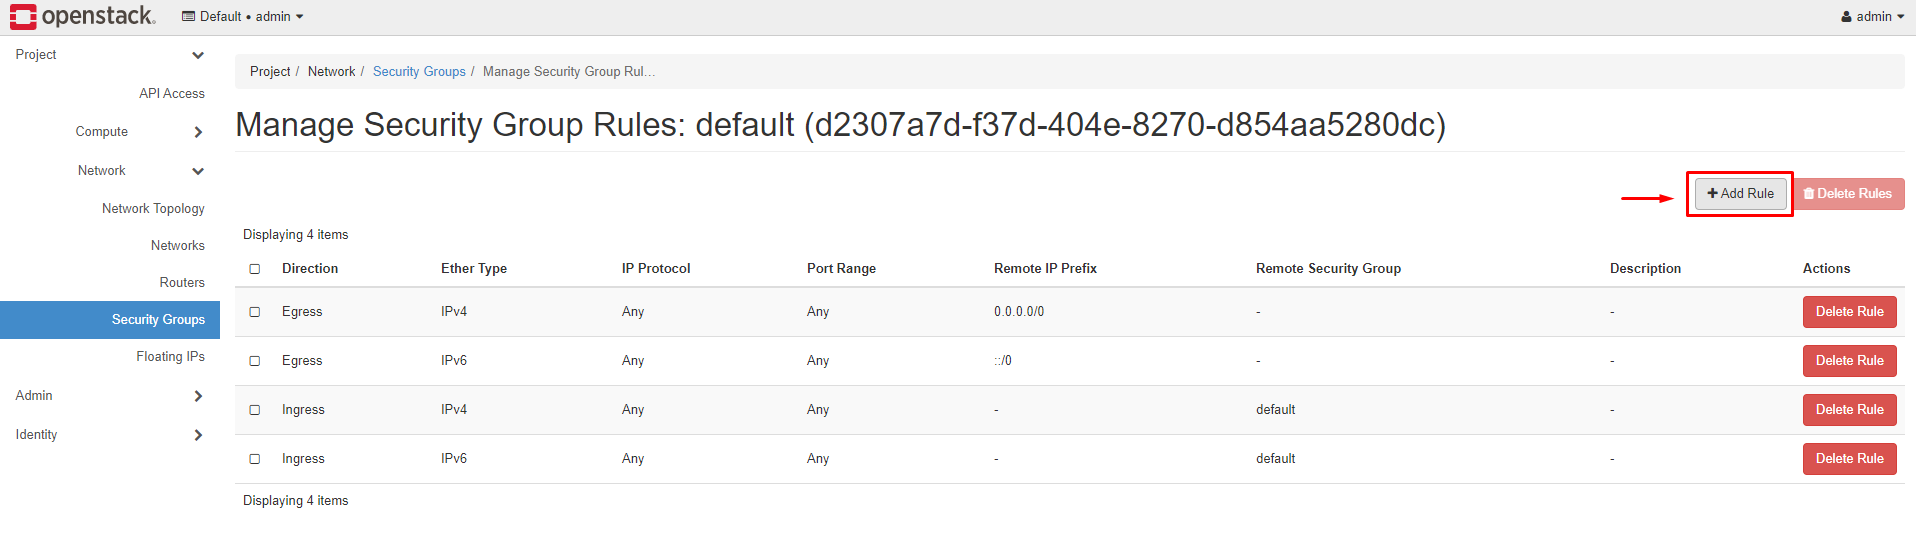 openstack. Default • admin admin
Project
API Access
Compute
Network
Network Topology
Networks
Routers
Security Groups
Floating IPs
Admin
Identity
Project / Network / Security Groups / Manage Security Group Rul...
Manage Security Group Rules: default (d2307a7d-f37d-404e-8270-d854aa5280dc)
+ Add Rule Delete Rules
Displaying 4 items
Direction Ether Type IP Protocol Port Range Remote IP Prefix Remote Security Group Description Actions
Egress IPv4 Any Any 0.0.0.0/0 - - Delete Rule
Egress IPv6 Any Any ::/0 - - Delete Rule
Ingress IPv4 Any Any - default - Delete Rule
Ingress IPv6 Any Any - default - Delete Rule
Displaying 4 items